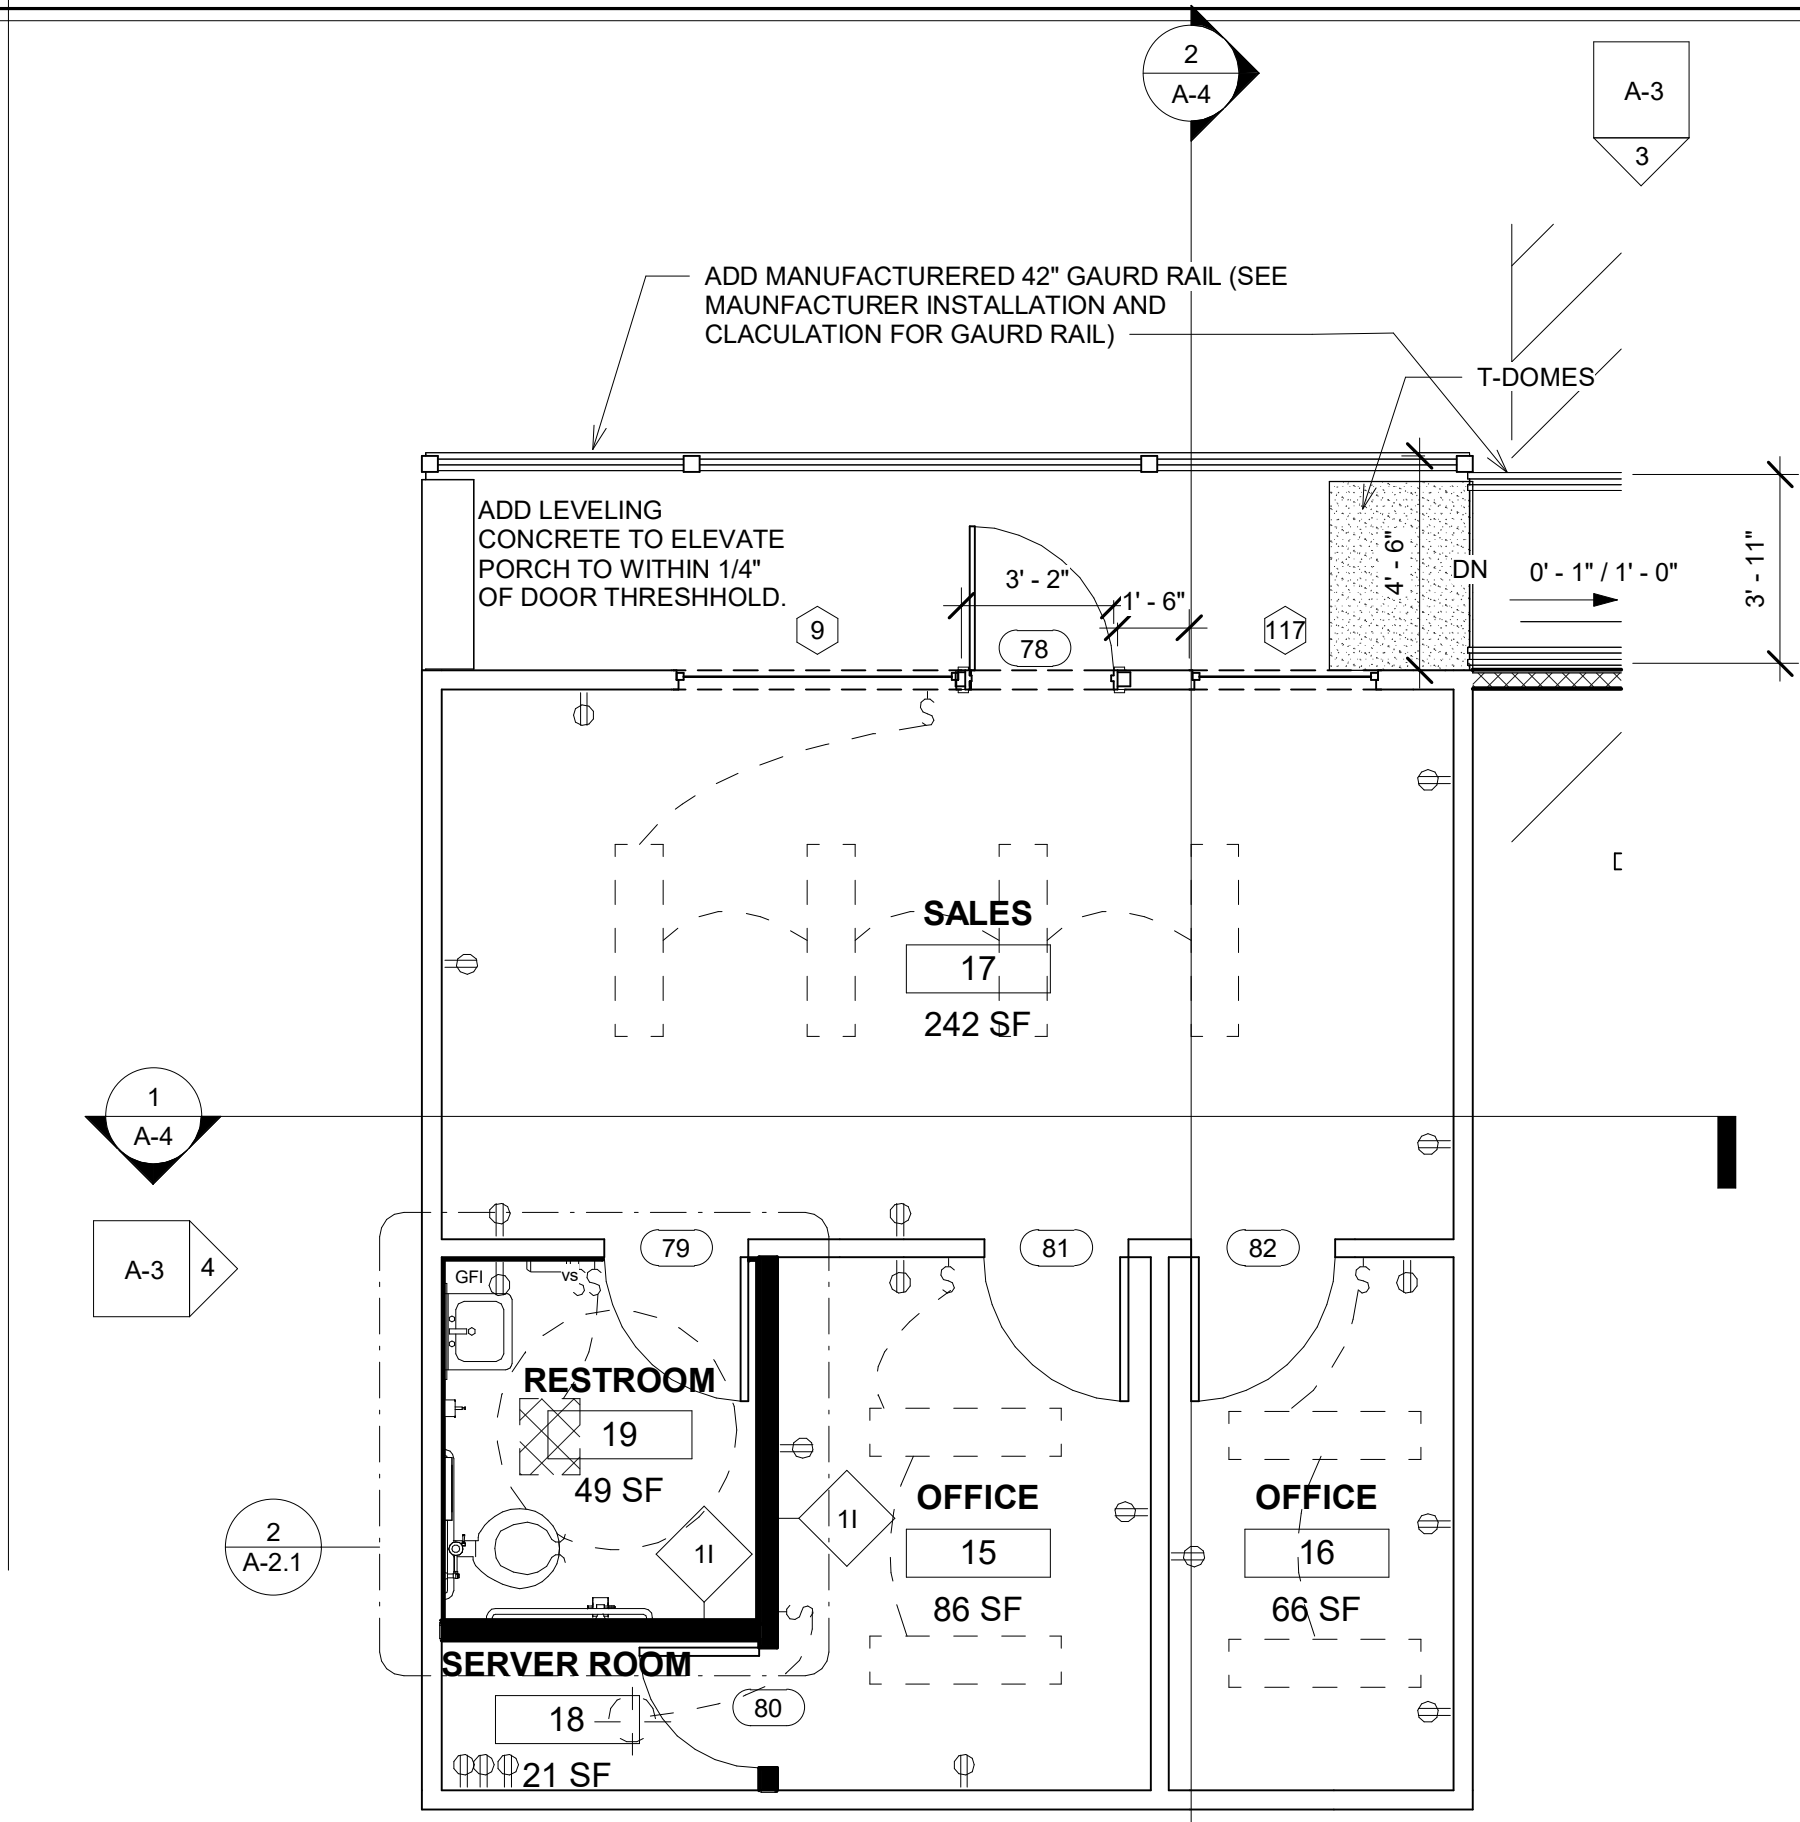 2
A-4
A-3
3
ADD MANUFACTURERED 42" GAURD RAIL (SEE
MAUNFACTURER INSTALLATION AND
CLACULATION FOR GAURD RAIL)
T-DOMES
ADD LEVELING
CONCRETE TO ELEVATE
PORCH TO WITHIN 1/4"
OF DOOR THRESHHOLD.
3' - 2"
1' - 6"
4' - 6"
DN
0' - 1" / 1' - 0"
3' - 11"
9
78
117
S
SALES
17
242 SF
1
A-4
A-3
4
79
81
82
GFI
vs
S
S
S
S
RESTROOM
19
49 SF
OFFICE
15
86 SF
OFFICE
16
66 SF
1I
1I
2
A-2.1
S
SERVER ROOM
18
21 SF
80